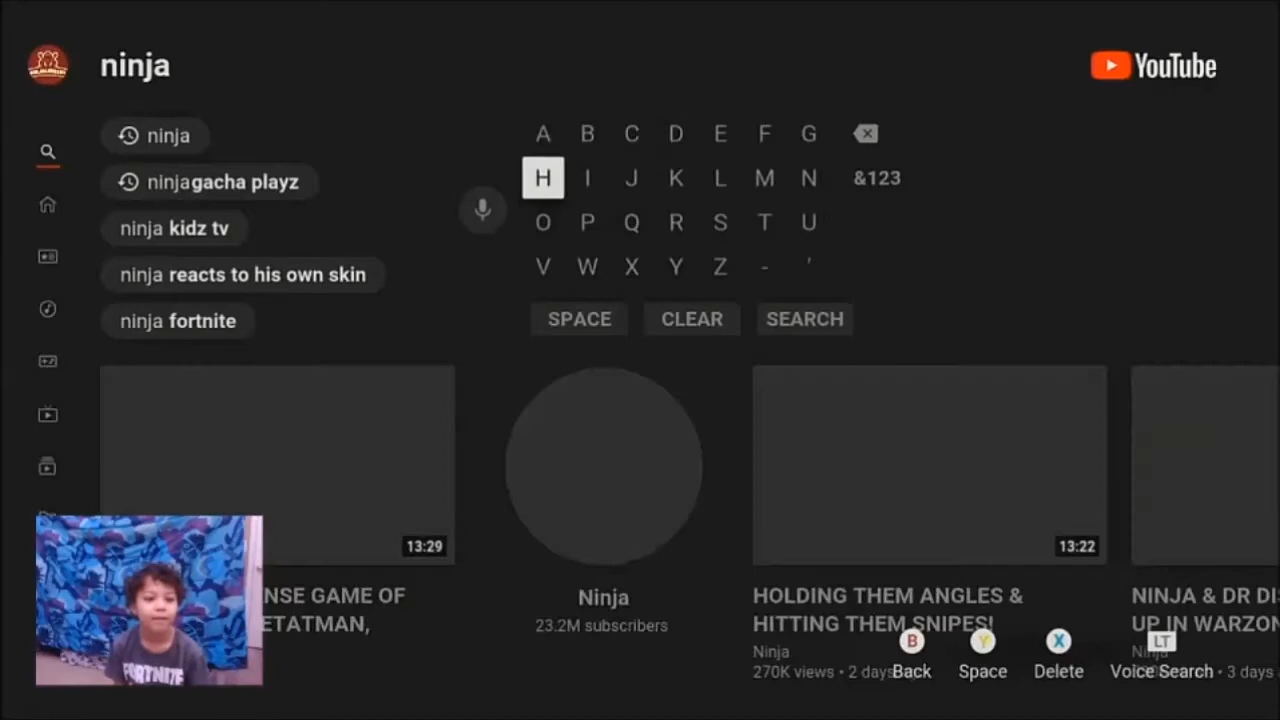 ninja
YouTube
ninja
ninjagacha playz
ninja kidz tv
ninja reacts to his own skin
ninja fortnite
A B C D E F G
H I J K L M N &123
O P Q R S T U
V W X Y Z - '
SPACE CLEAR SEARCH
13:29
13:22
NSE GAME OF
ETATMAN,
Ninja
23.2M subscribers
HOLDING THEM ANGLES &
HITTING THEM SNIPES!
Ninja
270K views • 2 days
NINJA & DR DI
UP IN WARZON
Ninja
3 days
B Y X LT
Back Space Delete Voice Search
FORTNITE